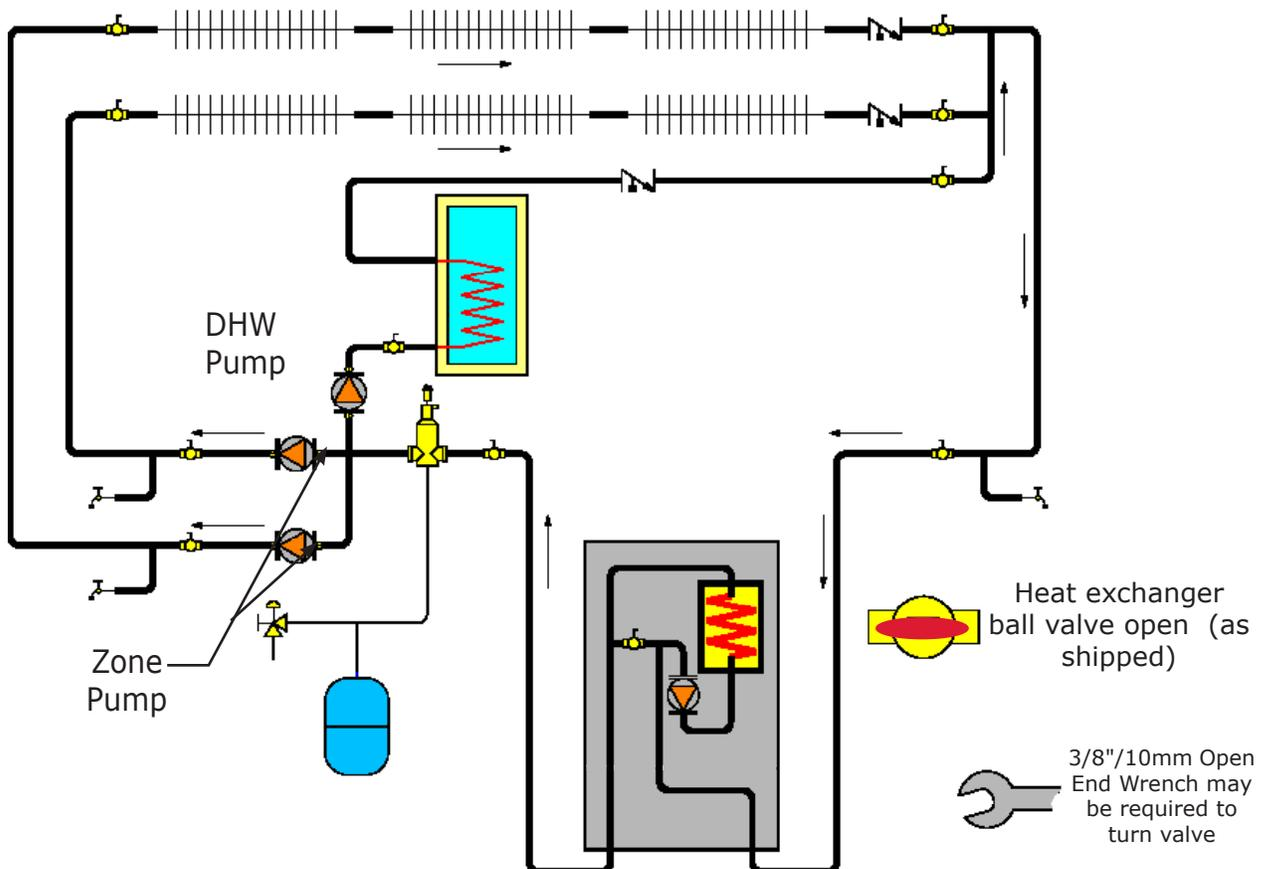 DHW
Pump
Zone
Pump
Heat exchanger
ball valve open (as
shipped)
3/8"/10mm Open
End Wrench may
be required to
turn valve